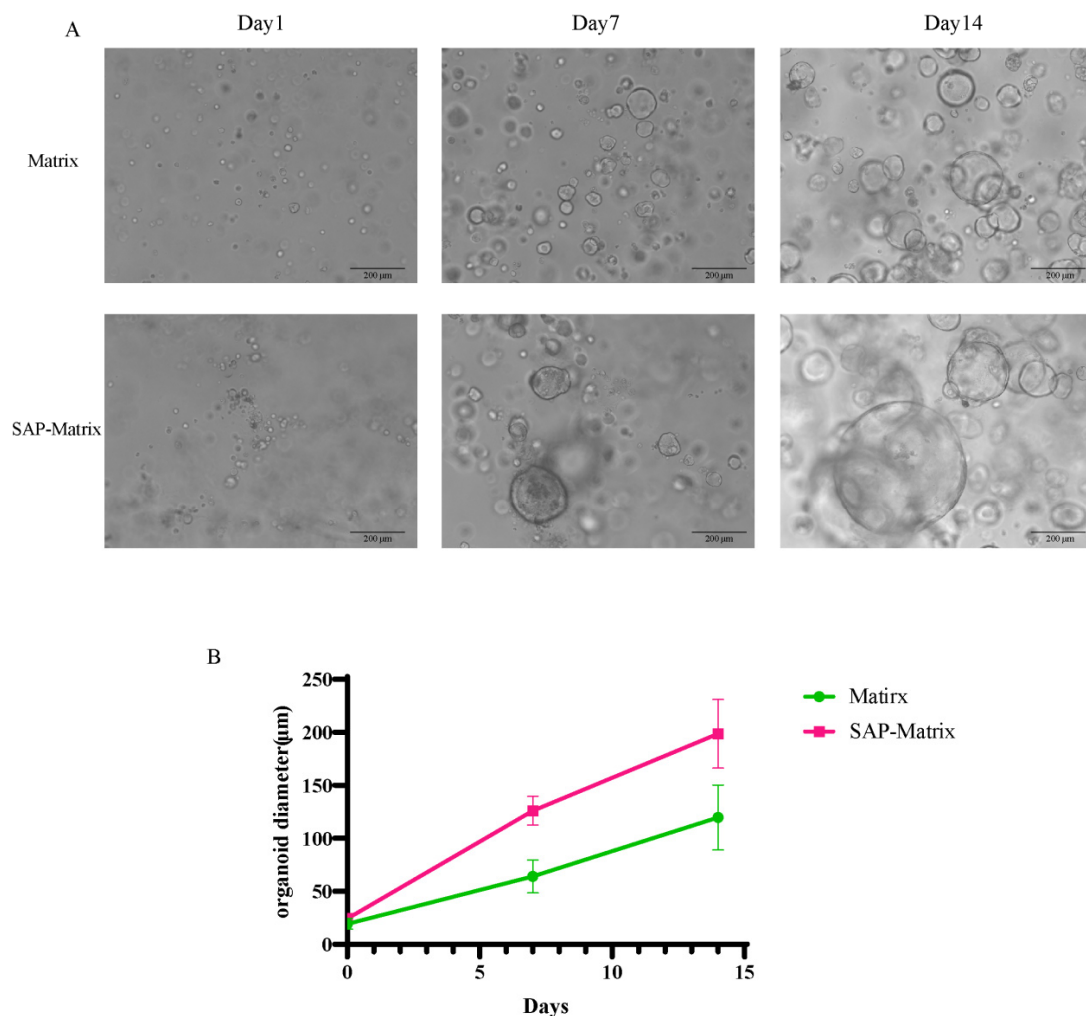 A
Day1 Day7 Day14
Matrix
200 μm 200 μm 200 μm
SAP-Matrix
200 μm 200 μm 200 μm
B
250
200
150
100
50
0
organoid diameter(μm)
0 5 10 15
Days
Matirx
SAP-Matrix